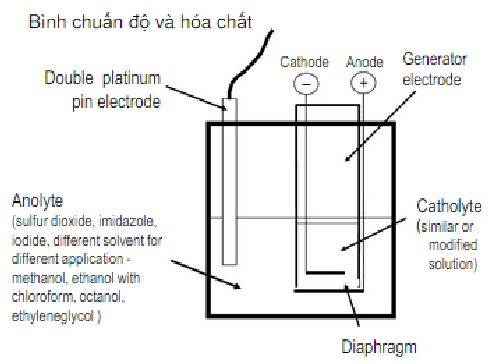 Bình chuẩn độ và hóa chất
Double platinum
pin electrode
Cathode Anode
− +
Generator
electrode
Anolyte
(sulfur dioxide, imidazole,
iodide, different solvent for
different application -
methanol, ethanol with
chloroform, octanol,
ethyleneglycol )
Catholyte
(similar or
modified
solution)
Diaphragm